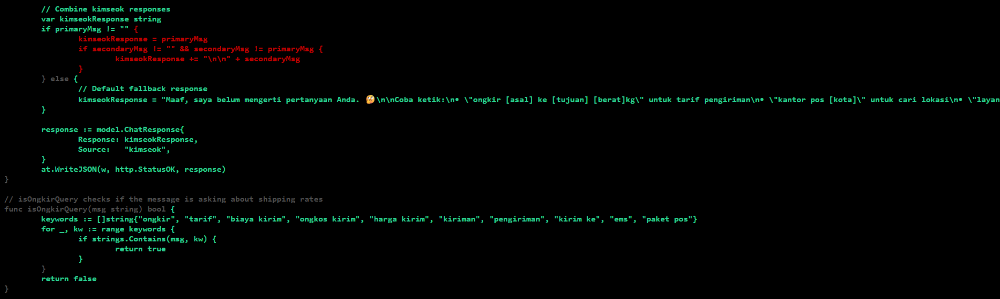 // Combine kimseok responses
var kimseokResponse string
if primaryMsg != "" {
kimseokResponse = primaryMsg
if secondaryMsg != "" && secondaryMsg != primaryMsg {
kimseokResponse += "\n\n" + secondaryMsg
}
} else {
// Default fallback response
kimseokResponse = "Maaf, saya belum mengerti pertanyaan Anda. 🤔\n\nCoba ketik:\n• \"ongkir [asal] ke [tujuan] [berat]kg\" untuk tarif pengiriman\n• \"kantor pos [kota]\" untuk cari lokasi\n• \"layan
}
response := model.ChatResponse{
Response: kimseokResponse,
Source:   "kimseok",
}
at.WriteJSON(w, http.StatusOK, response)
}
// isOngkirQuery checks if the message is asking about shipping rates
func isOngkirQuery(msg string) bool {
keywords := []string{"ongkir", "tarif", "biaya kirim", "ongkos kirim", "harga kirim", "kiriman", "pengiriman", "kirim ke", "ems", "paket pos"}
for _, kw := range keywords {
if strings.Contains(msg, kw) {
return true
}
}
return false
}